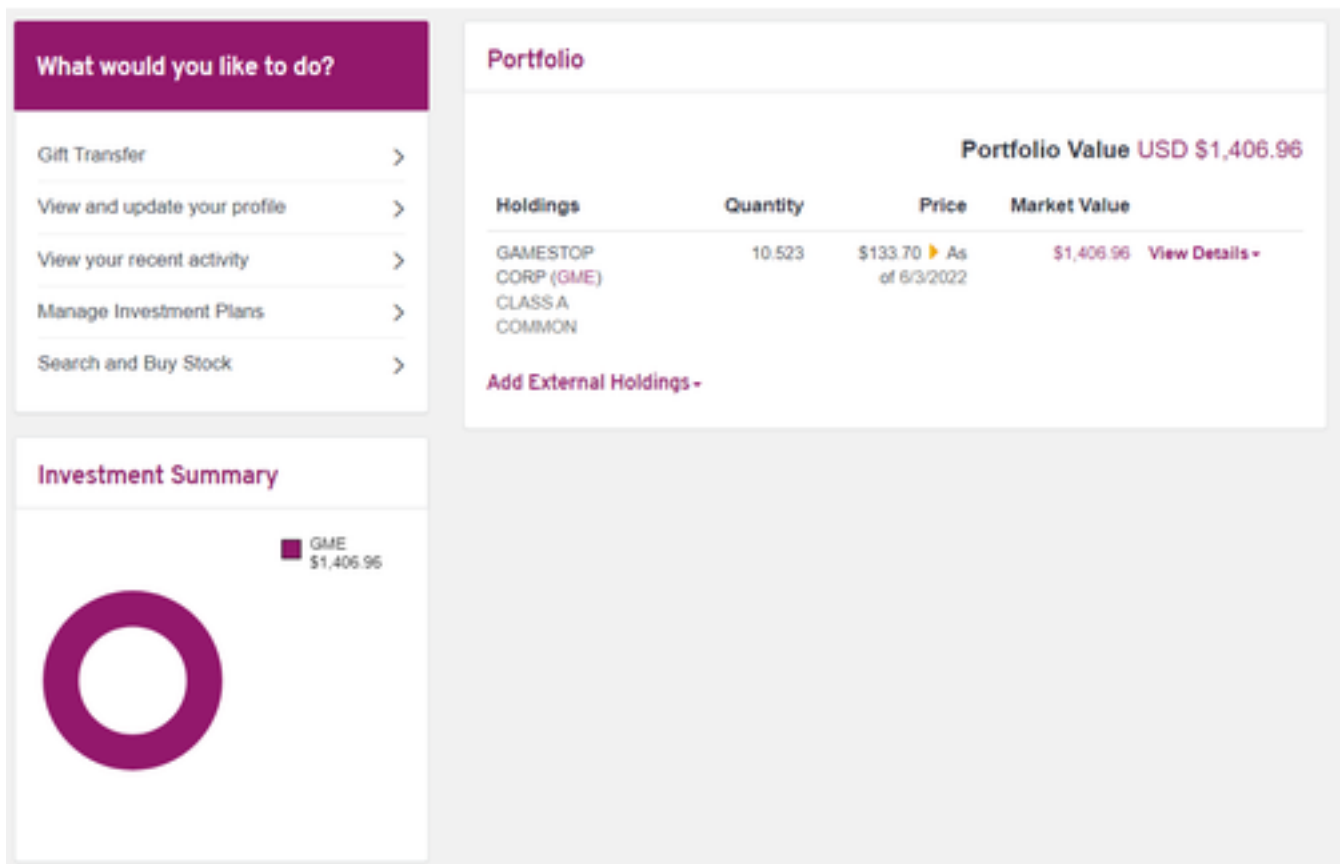 What would you like to do?
Gift Transfer
View and update your profile
View your recent activity
Manage Investment Plans
Search and Buy Stock
Portfolio
Portfolio Value USD $1,406.96
Holdings Quantity Price Market Value
GAMESTOP 10.523 $133.70 As $1,406.96 View Details
CORP (GME) of 6/3/2022
CLASS A
COMMON
Add External Holdings
Investment Summary
GME
$1,406.96